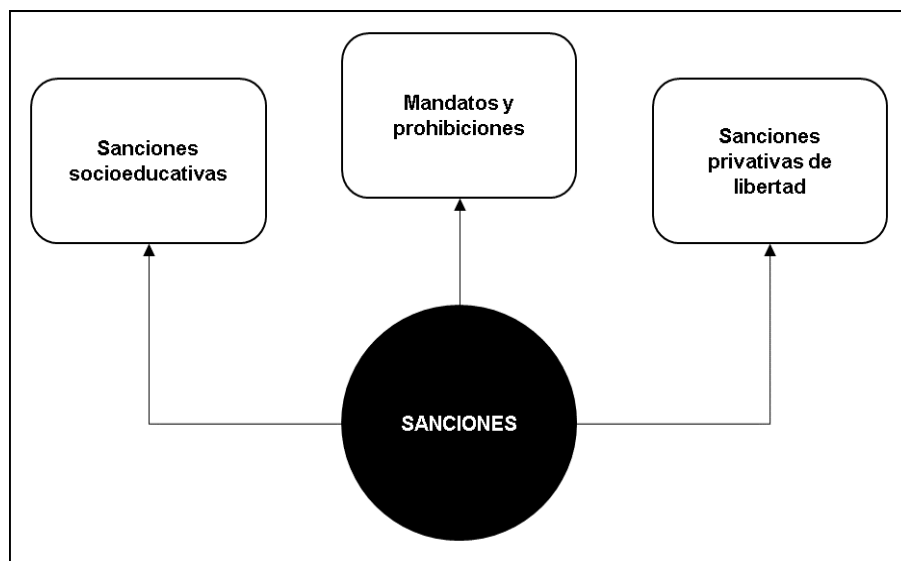 Sanciones
socioeducativas
Mandatos y
prohibiciones
Sanciones
privativas de
libertad
SANCIONES